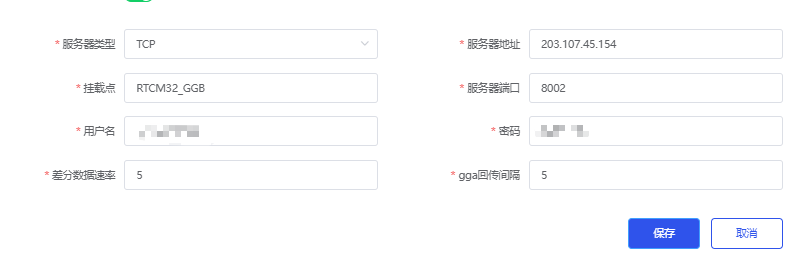 * 服务器类型 TCP * 服务器地址 203.107.45.154
* 挂载点 RTCM32_GGB * 服务器端口 8002
* 用户名 * 密码
* 差分数据速率 5 * gga回传间隔 5
保存 取消